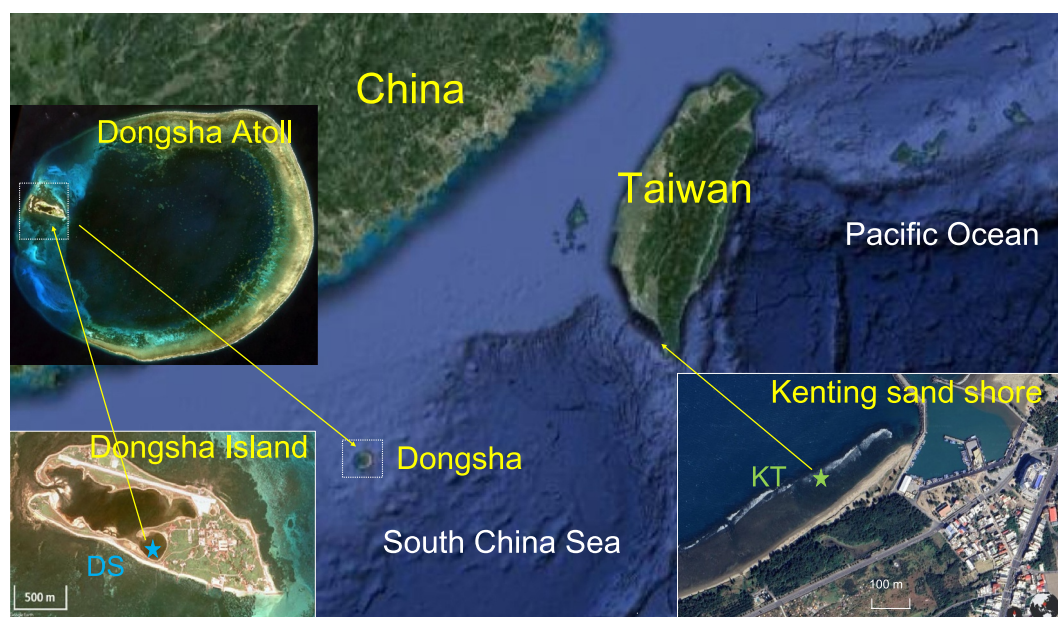 China
Dongsha Atoll
Taiwan
Pacific Ocean
Kenting sand shore
Dongsha Island
Dongsha
KT
South China Sea
DS
500 m
100 m